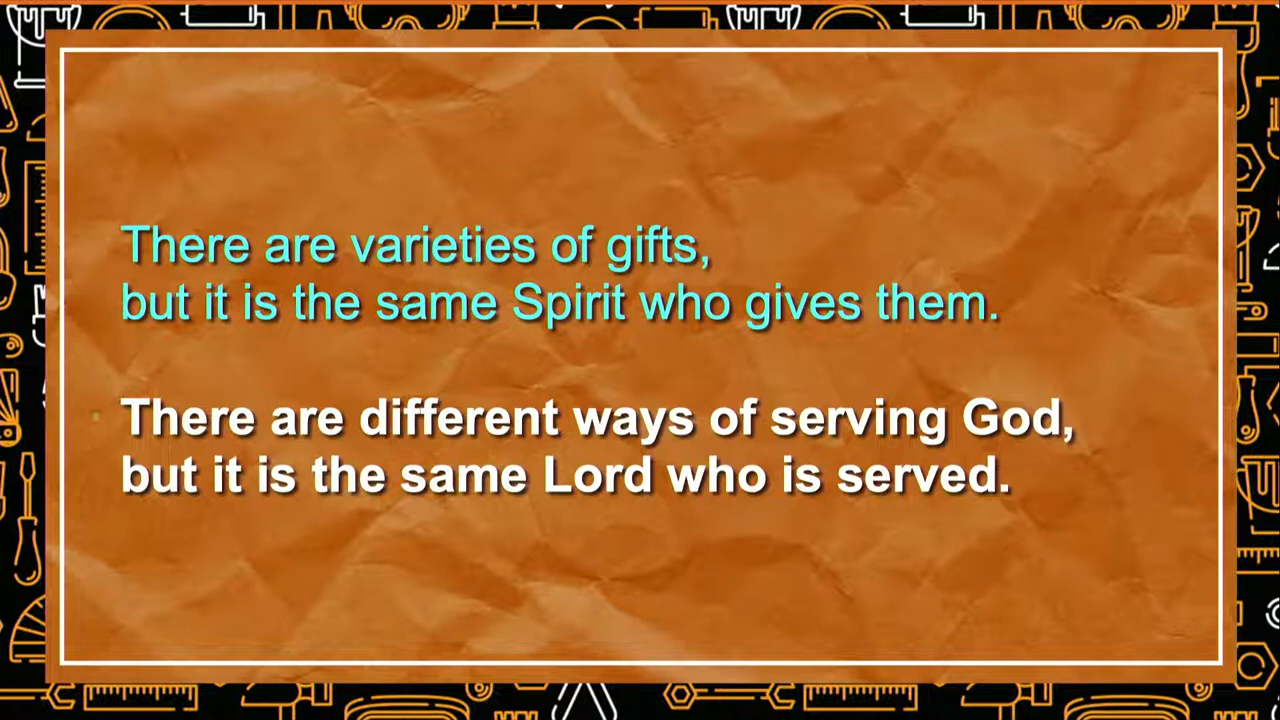 There are varieties of gifts,
but it is the same Spirit who gives them.
There are different ways of serving God,
but it is the same Lord who is served.